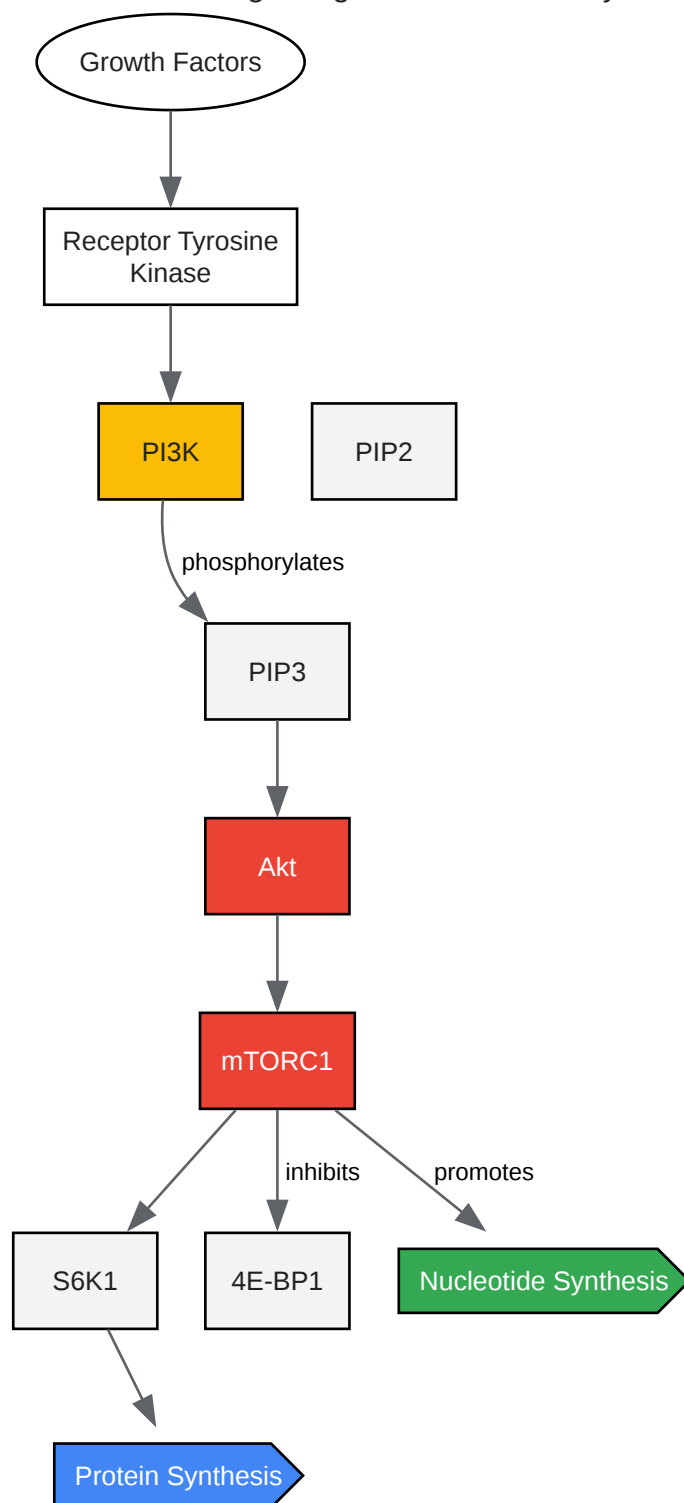 Growth Factors
Receptor Tyrosine
Kinase
PI3K
PIP2
phosphorylates
PIP3
Akt
mTORC1
inhibits
promotes
S6K1
4E-BP1
Nucleotide Synthesis
Protein Synthesis